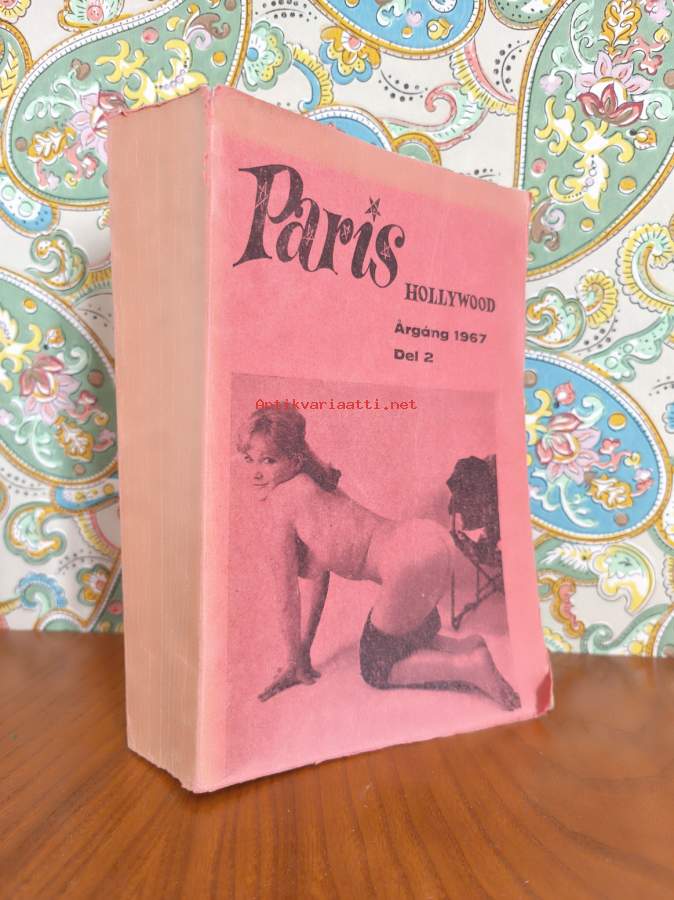 Paris
HOLLYWOOD
Årgång 1967
Del 2
Antikvariaatti.net